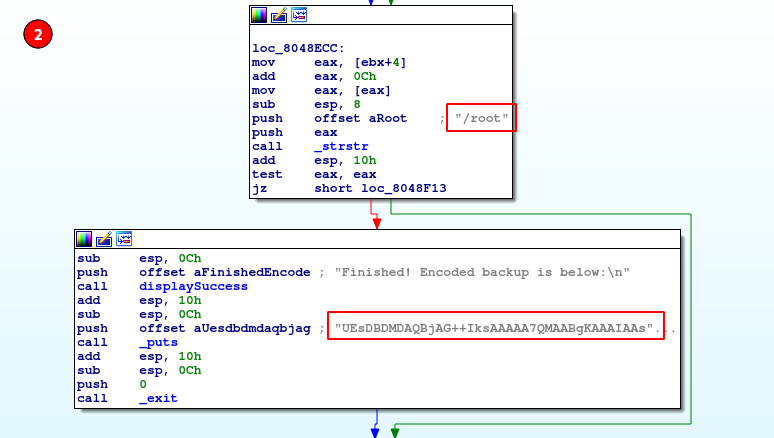 2
loc_8048ECC:
mov eax, [ebx+4]
add eax, 0Ch
mov eax, [eax]
sub esp, 8
push offset aRoot ; "/root"
push eax
call _strstr
add esp, 10h
test eax, eax
jz short loc_8048F13
sub esp, 0Ch
push offset aFinishedEncode ; "Finished! Encoded backup is below:\n"
call displaySuccess
add esp, 10h
sub esp, 0Ch
push offset aUesdbdmdaqbjag ; "UEsDBDMDAQBjAG++IksAAAAA7QMAABgKAAAIAAs"...
call _puts
add esp, 10h
sub esp, 0Ch
push 0
call _exit